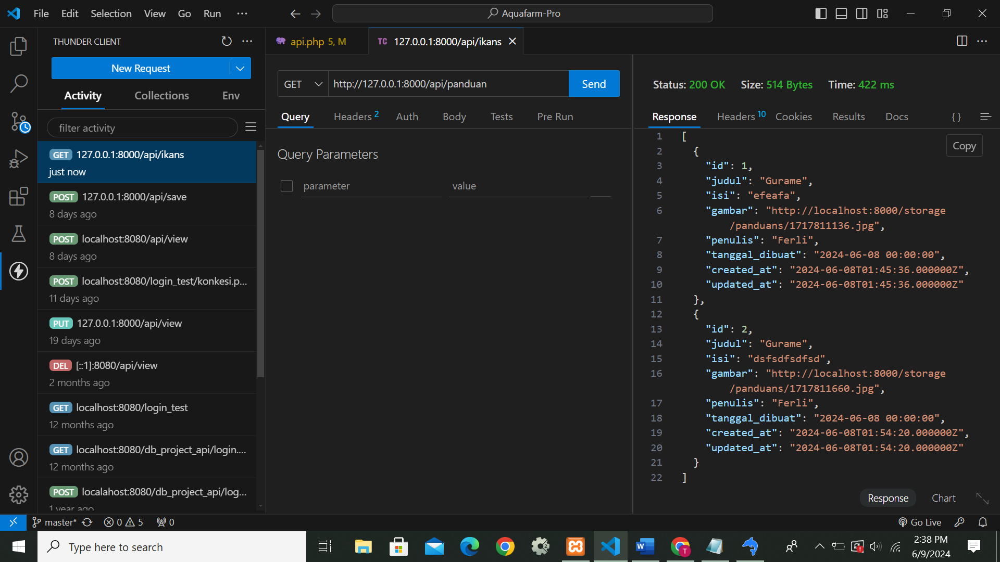 File Edit Selection View Go Run ...
Aquafarm-Pro
THUNDER CLIENT
New Request
Activity Collections Env
filter activity
GET 127.0.0.1:8000/api/ikans
just now
POST 127.0.0.1:8000/api/save
8 days ago
POST localhost:8080/api/view
8 days ago
POST localhost:8080/login_test/konkesi.p...
11 days ago
PUT 127.0.0.1:8000/api/view
19 days ago
DEL [::1]:8080/api/view
2 months ago
GET localhost:8080/login_test
12 months ago
GET localhost:8080/db_project_api/login....
12 months ago
POST localahost:8080/db_project_api/log...
1 year ago
api.php 5, M
TC 127.0.0.1:8000/api/ikans
GET http://127.0.0.1:8000/api/panduan Send
Query Headers 2 Auth Body Tests Pre Run
Query Parameters
parameter value
Status: 200 OK Size: 514 Bytes Time: 422 ms
Response Headers 10 Cookies Results Docs { }
Copy
1 [
2 {
3 "id": 1,
4 "judul": "Gurame",
5 "isi": "efeafa",
6 "gambar": "http://localhost:8000/storage
/panduans/1717811136.jpg",
7 "penulis": "Ferli",
8 "tanggal_dibuat": "2024-06-08 00:00:00",
9 "created_at": "2024-06-08T01:45:36.000000Z",
10 "updated_at": "2024-06-08T01:45:36.000000Z"
11 },
12 {
13 "id": 2,
14 "judul": "Gurame",
15 "isi": "dsfsdfsdfsd",
16 "gambar": "http://localhost:8000/storage
/panduans/1717811660.jpg",
17 "penulis": "Ferli",
18 "tanggal_dibuat": "2024-06-08 00:00:00",
19 "created_at": "2024-06-08T01:54:20.000000Z",
20 "updated_at": "2024-06-08T01:54:20.000000Z"
21 }
22 ]
Response Chart
master* 0 5 0
Go Live
Type here to search
2:38 PM
6/9/2024